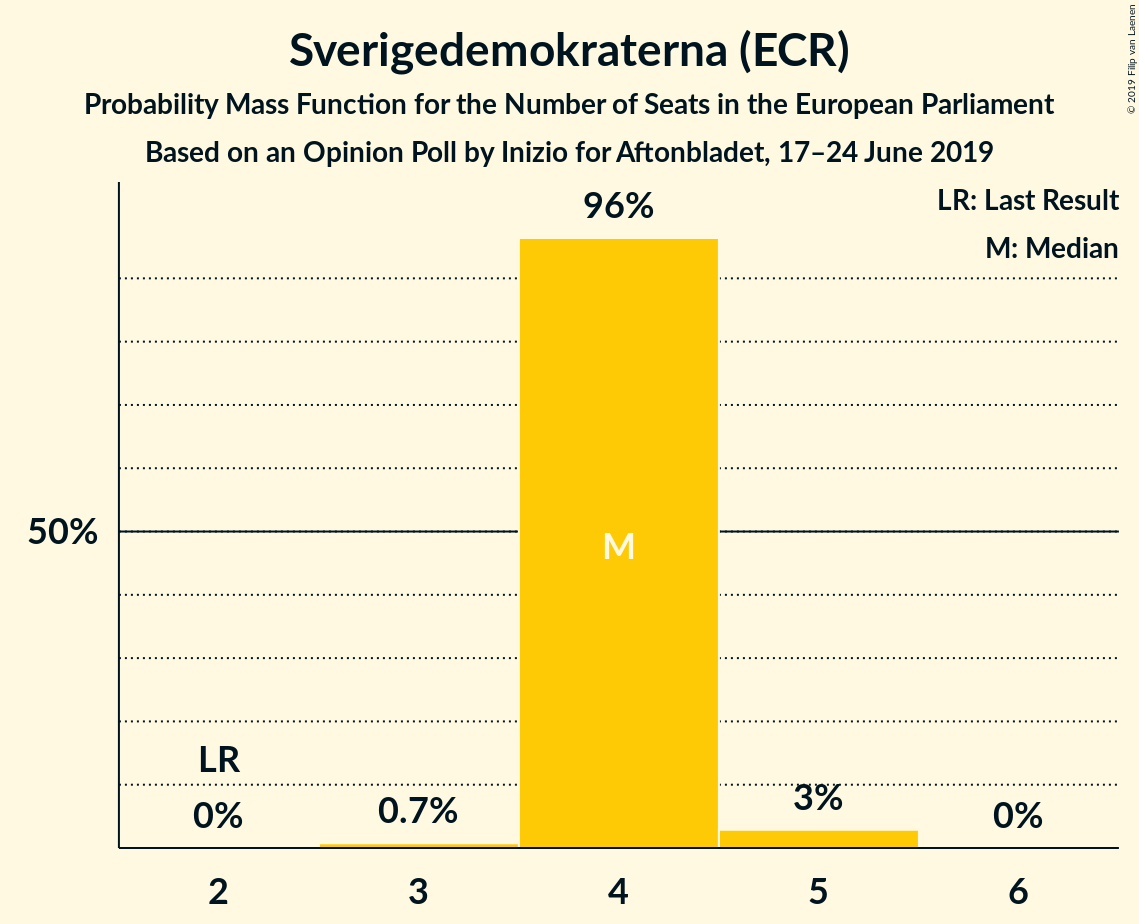 Sverigedemokraterna (ECR)
Probability Mass Function for the Number of Seats in the European Parliament
Based on an Opinion Poll by Inizio for Aftonbladet, 17–24 June 2019
© 2019 Filip van Laenen
LR: Last Result
M: Median
96%
50%
M
LR
0%
0.7%
3%
0%
2
3
4
5
6